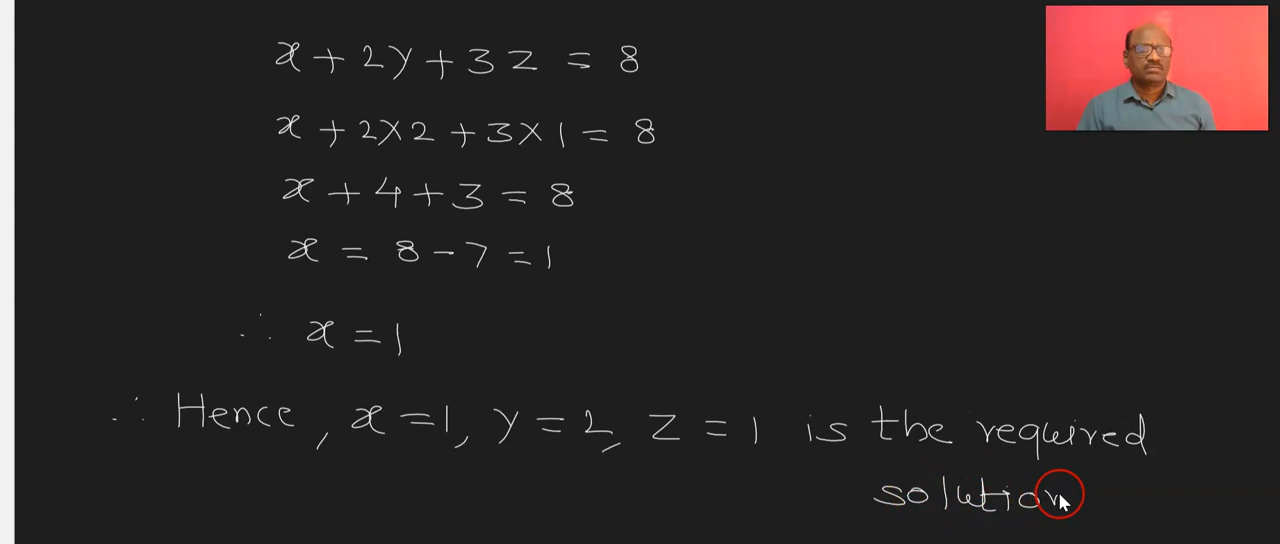 x + 2y + 3z = 8
x + 2×2 + 3×1 = 8
x + 4 + 3 = 8
x = 8 - 7 = 1
∴ x = 1
∴ Hence, x = 1, y = 2, z = 1 is the required
solution